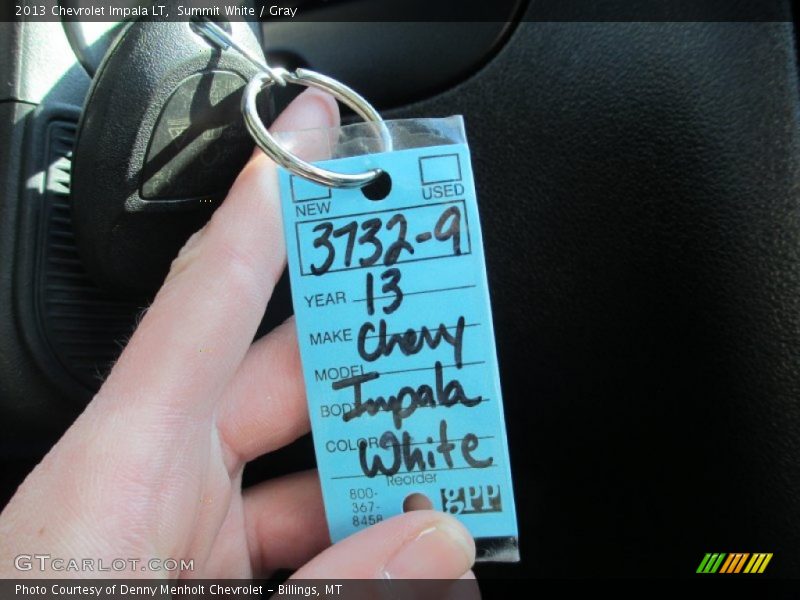 2013 Chevrolet Impala LT, Summit White / Gray
NEW USED
3732-9
YEAR 13
MAKE Chevy
MODEL Impala
BODY
COLOR White
Reorder
800-
367-
8458
gpp
GTCARLOT.COM
Photo Courtesy of Denny Menholt Chevrolet - Billings, MT